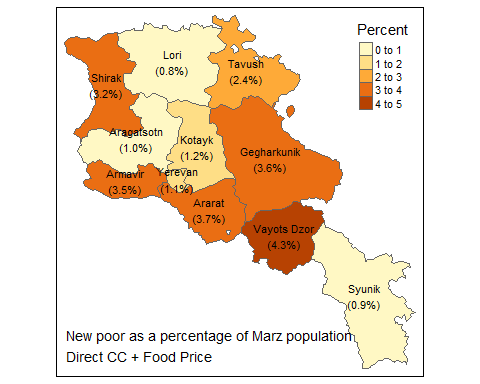 Percent
0 to 1
1 to 2
2 to 3
3 to 4
4 to 5
Lori
(0.8%)
Tavush
(2.4%)
Shirak
(3.2%)
Aragatsotn
(1.0%)
Kotayk
(1.2%)
Gegharkunik
(3.6%)
Armavir
(3.5%)
Yerevan
(1.1%)
Ararat
(3.7%)
Vayots Dzor
(4.3%)
Syunik
(0.9%)
New poor as a percentage of Marz population
Direct CC + Food Price